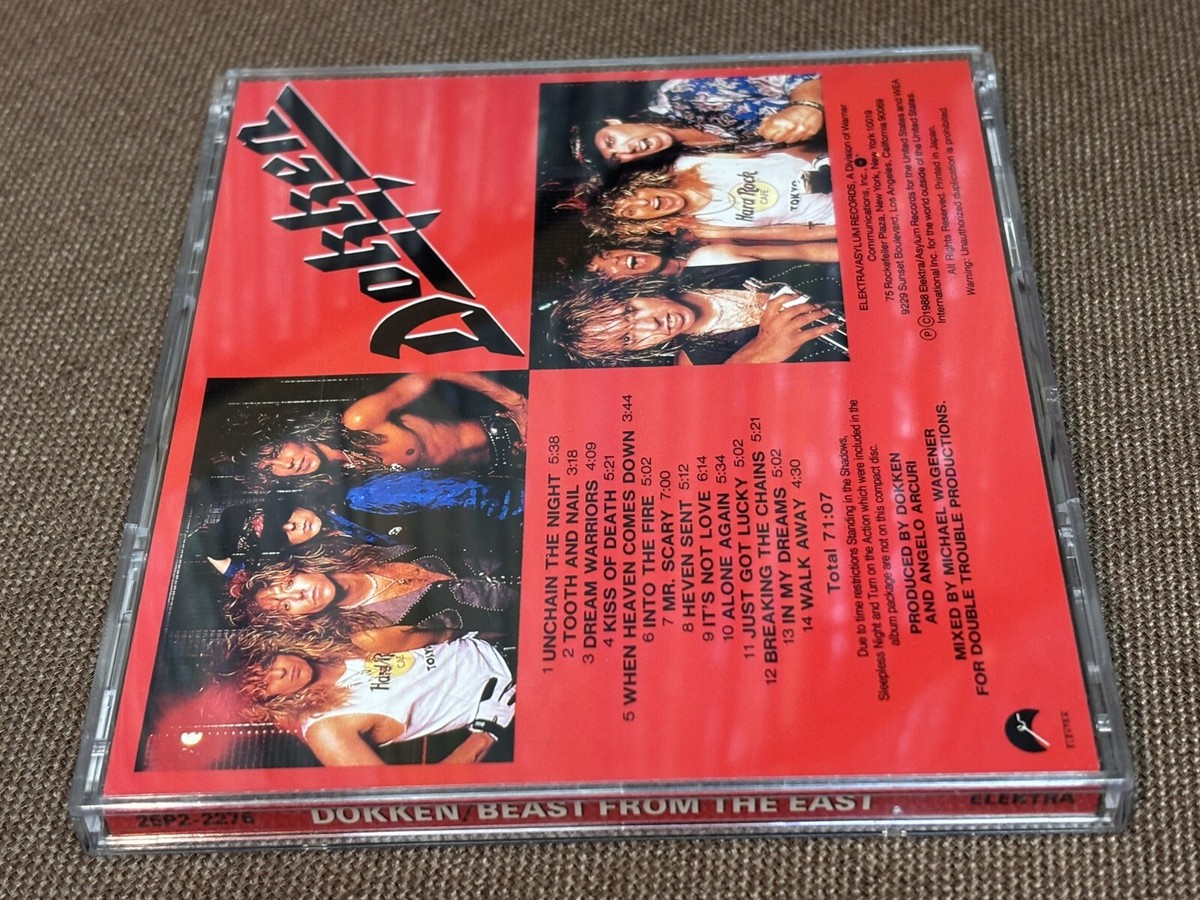 Dokken
Hard Rock
CAFE
TOKYO
Hard Rock
CAFE
TOKYO
1 UNCHAIN THE NIGHT 5:38
2 TOOTH AND NAIL 3:18
3 DREAM WARRIORS 4:09
4 KISS OF DEATH 5:21
5 WHEN HEAVEN COMES DOWN 3:44
6 INTO THE FIRE 5:02
7 MR. SCARY 7:00
8 HEVEN SENT 5:12
9 IT'S NOT LOVE 6:14
10 ALONE AGAIN 5:34
11 JUST GOT LUCKY 5:02
12 BREAKING THE CHAINS 5:21
13 IN MY DREAMS 5:02
14 WALK AWAY 4:30
Total 71:07
Due to time restrictions Standing in the Shadows,
Sleepless Night and Turn on the Action which were included in the
album package are not on this compact disc.
PRODUCED BY DOKKEN
AND ANGELO ARCURI
MIXED BY MICHAEL WAGENER
FOR DOUBLE TROUBLE PRODUCTIONS.
ELEKTRA/ASYLUM RECORDS, A Division of Warner
Communications, Inc.,
75 Rockefeller Plaza, New York, New York 10019
9229 Sunset Boulevard, Los Angeles, California 90069
Ⓟ©1988 Elektra/Asylum Records for the United States and WEA
International Inc. for the world outside of the United States.
All Rights Reserved. Printed in Japan.
Warning: Unauthorized duplication is prohibited.
ELEKTRA
25P2-2276 DOKKEN/BEAST FROM THE EAST ELEKTRA